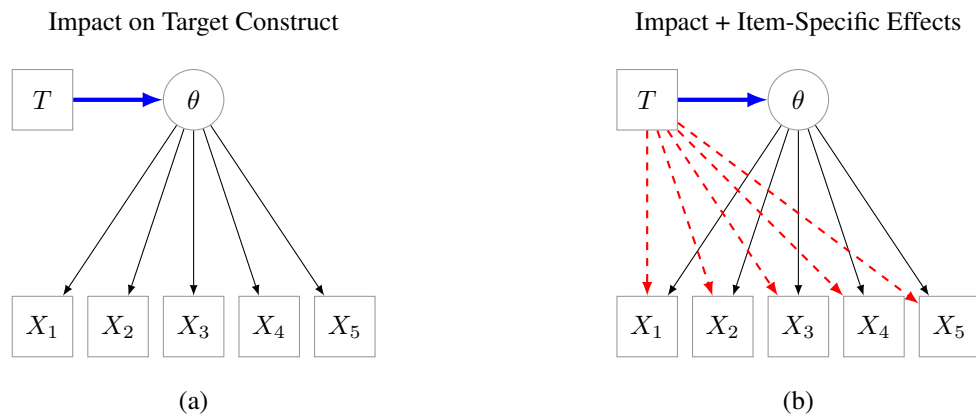 Impact on Target Construct
Impact + Item-Specific Effects
T
θ
T
θ
X₁ X₂ X₃ X₄ X₅
X₁ X₂ X₃ X₄ X₅
(a)
(b)